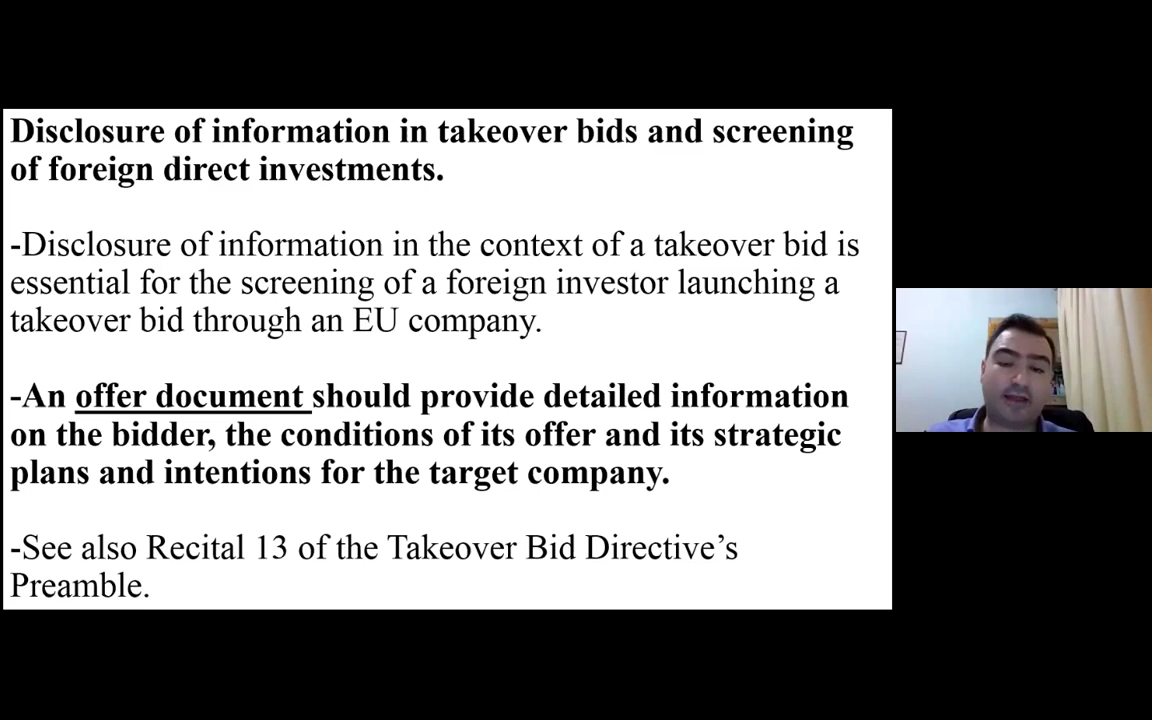 Disclosure of information in takeover bids and screening
of foreign direct investments.
-Disclosure of information in the context of a takeover bid is
essential for the screening of a foreign investor launching a
takeover bid through an EU company.
-An offer document should provide detailed information
on the bidder, the conditions of its offer and its strategic
plans and intentions for the target company.
-See also Recital 13 of the Takeover Bid Directive’s
Preamble.